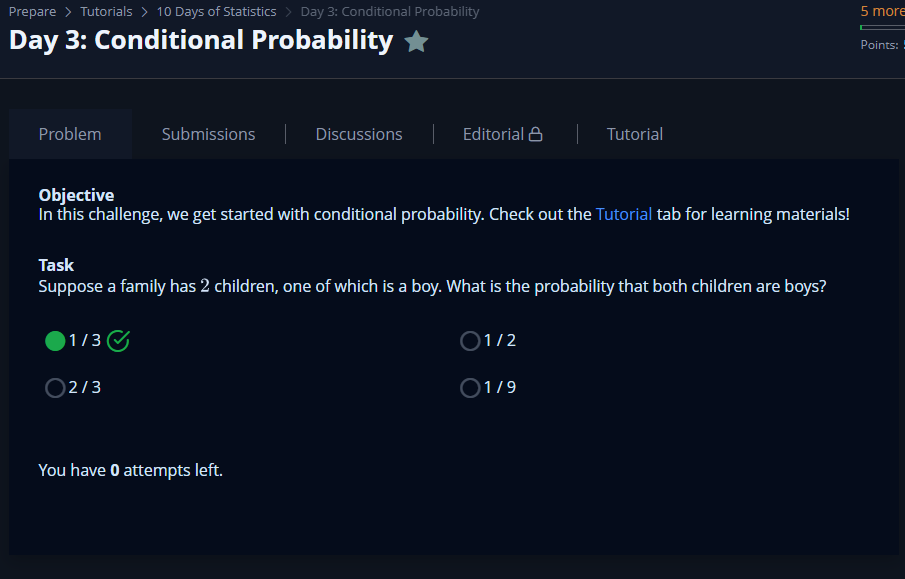 Prepare > Tutorials > 10 Days of Statistics > Day 3: Conditional Probability
5 more
Day 3: Conditional Probability
Points:
Problem
Submissions
Discussions
Editorial
Tutorial
Objective
In this challenge, we get started with conditional probability. Check out the Tutorial tab for learning materials!
Task
Suppose a family has 2 children, one of which is a boy. What is the probability that both children are boys?
1 / 3
1 / 2
2 / 3
1 / 9
You have 0 attempts left.